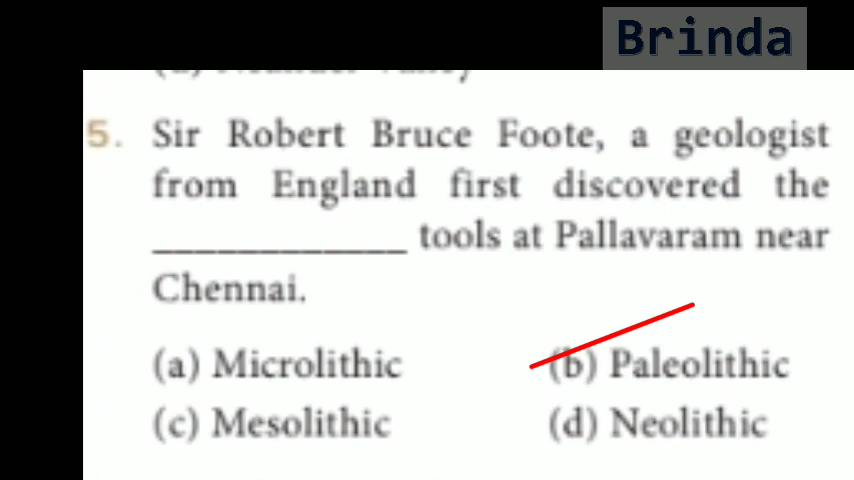 Brinda
5. Sir Robert Bruce Foote, a geologist
from England first discovered the
____________ tools at Pallavaram near
Chennai.
(a) Microlithic (b) Paleolithic
(c) Mesolithic (d) Neolithic